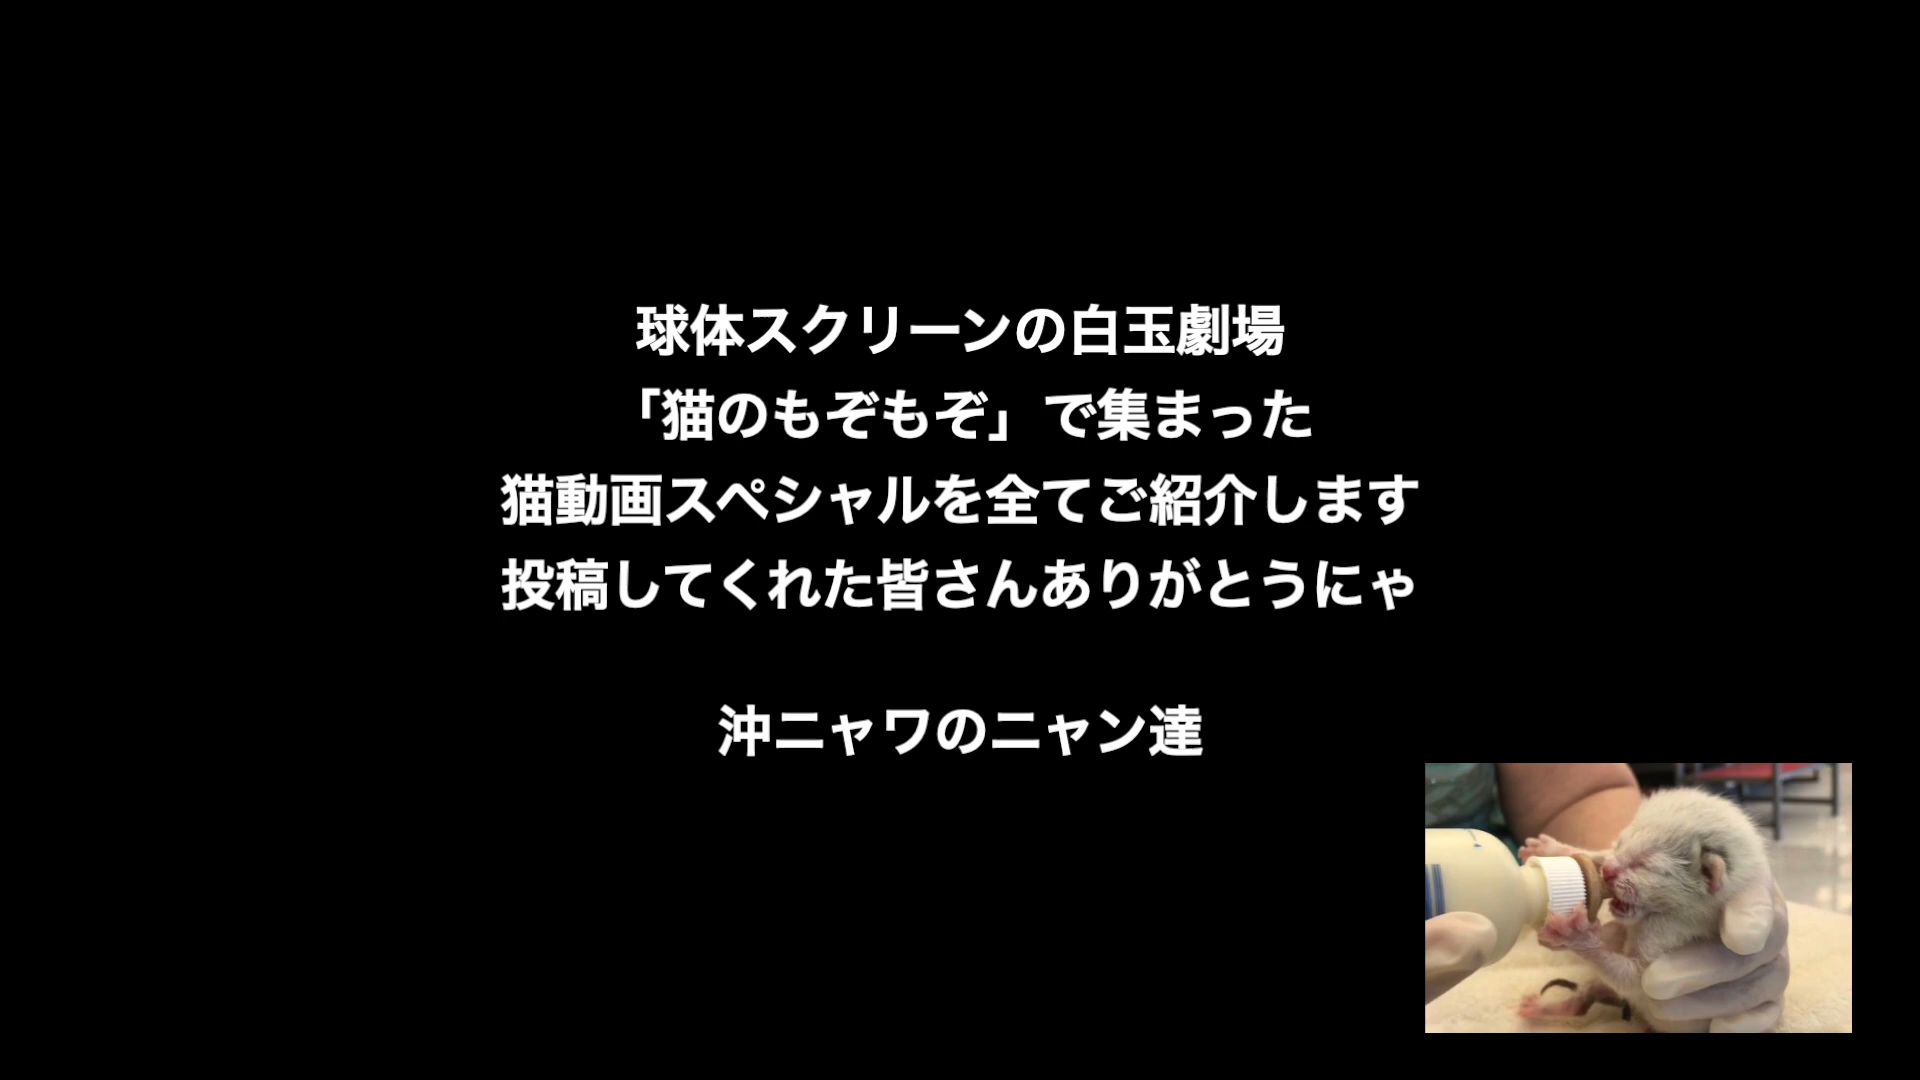 球体スクリーンの白玉劇場
「猫のもぞもぞ」で集まった
猫動画スペシャルを全てご紹介します
投稿してくれた皆さんありがとうにゃ
沖ニャワのニャン達